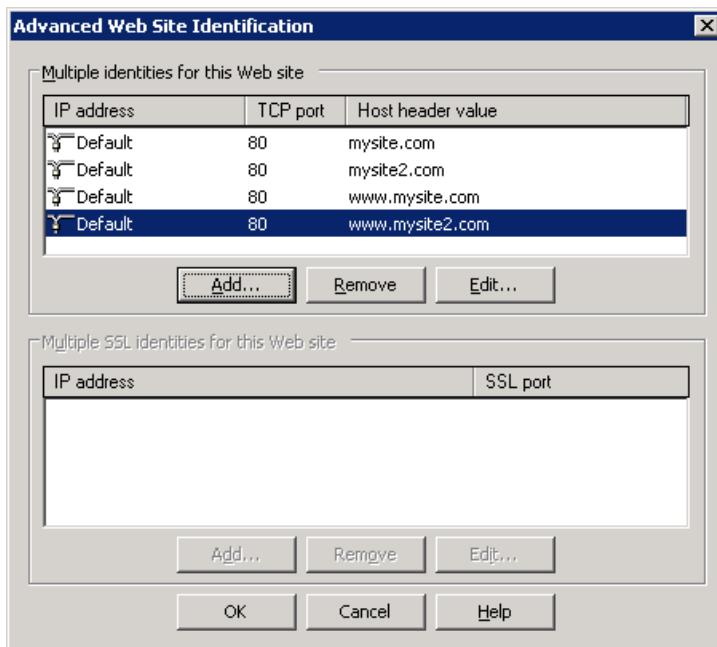 Advanced Web Site Identification
Multiple identities for this Web site
IP address TCP port Host header value
Default 80 mysite.com
Default 80 mysite2.com
Default 80 www.mysite.com
Default 80 www.mysite2.com
Add... Remove Edit...
Multiple SSL identities for this Web site
IP address SSL port
Add... Remove Edit...
OK Cancel Help